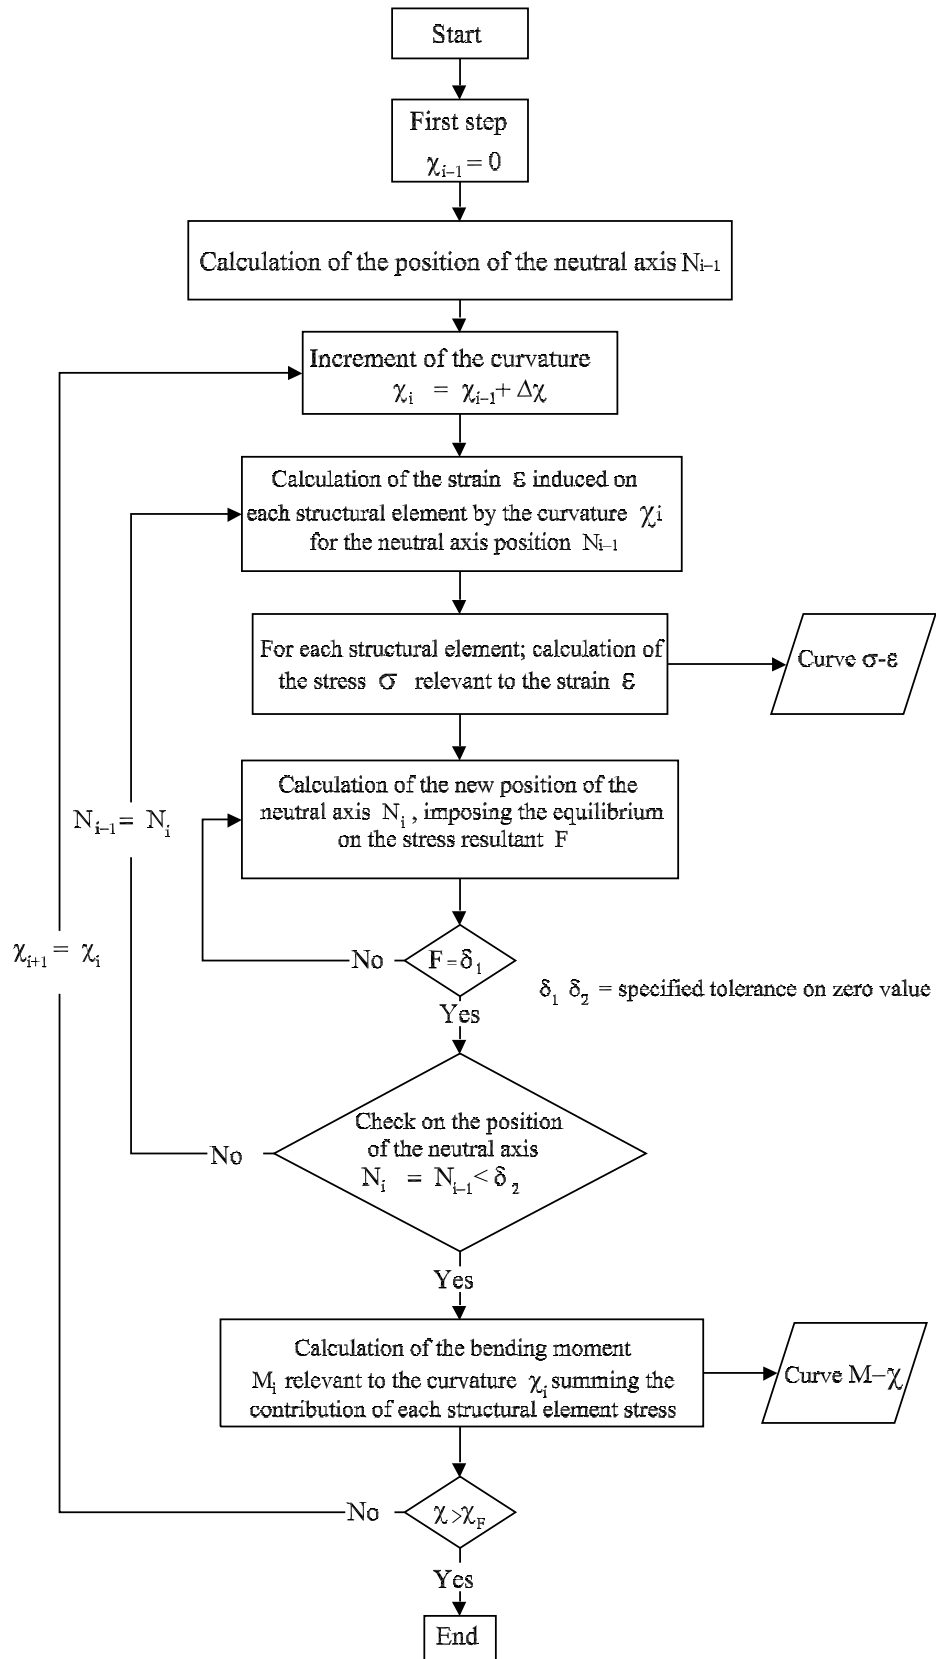 Start
First step
χi–1 = 0
Calculation of the position of the neutral axis Ni–1
Increment of the curvature
χi = χi–1 + Δχ
Calculation of the strain ε induced on
each structural element by the curvature χi
for the neutral axis position Ni–1
For each structural element; calculation of
the stress σ relevant to the strain ε
Curve σ-ε
Calculation of the new position of the
neutral axis Ni , imposing the equilibrium
on the stress resultant F
Ni–1 = Ni
χi+1 = χi
No
F = δ1
δ1 δ2 = specified tolerance on zero value
Yes
Check on the position
of the neutral axis
Ni = Ni–1 < δ2
No
Yes
Calculation of the bending moment
Mi relevant to the curvature χi summing the
contribution of each structural element stress
Curve M–χ
No
χ >χF
Yes
End